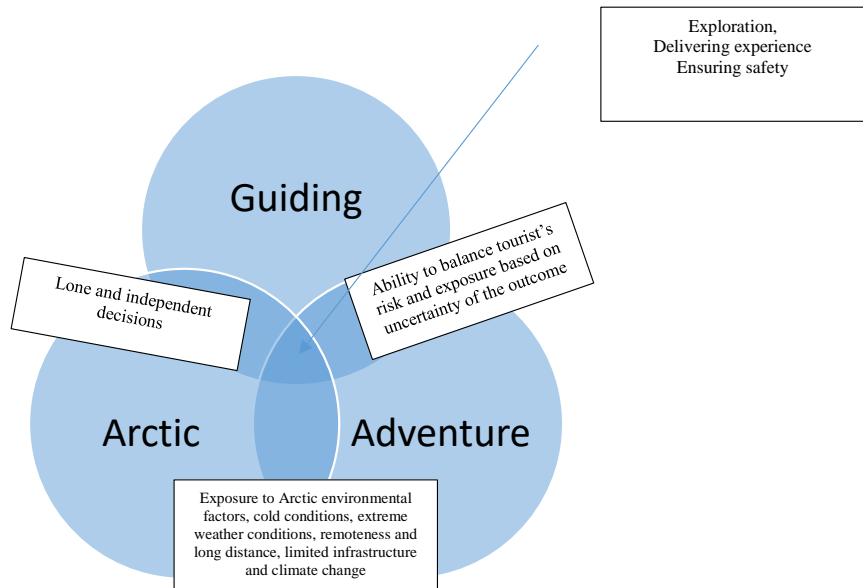 Exploration,
Delivering experience
Ensuring safety
Guiding
Ability to balance tourist's
risk and exposure based on
uncertainty of the outcome
Lone and independent
decisions
Arctic
Adventure
Exposure to Arctic environmental
factors, cold conditions, extreme
weather conditions, remoteness and
long distance, limited infrastructure
and climate change